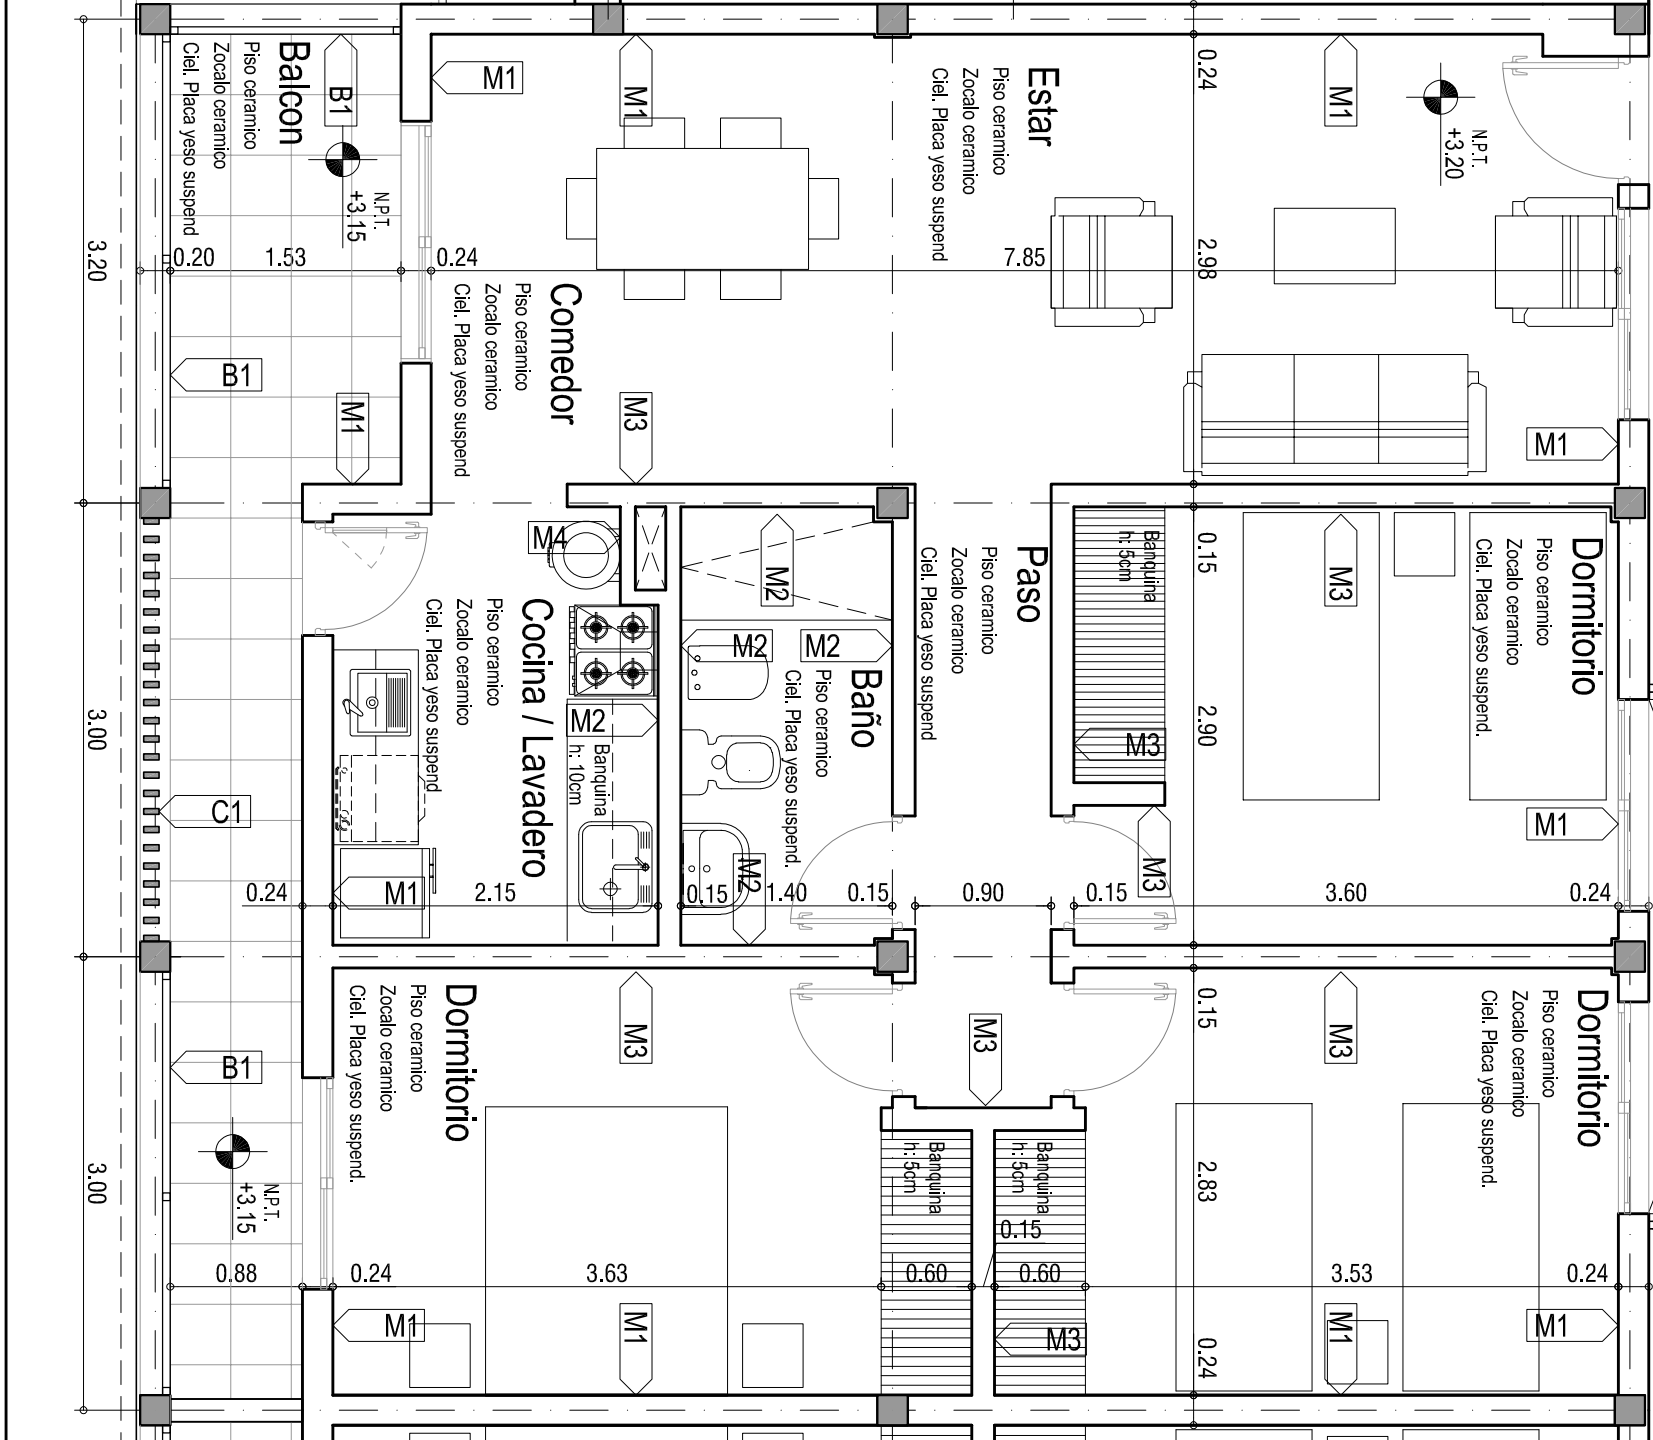 Balcon
Piso ceramico
Zocalo ceramico
Ciel. Placa yeso suspend
B1
N.P.T.
+3.15
M1
M1
Estar
Piso ceramico
Zocalo ceramico
Ciel. Placa yeso suspend
0.24
M1
N.P.T.
+3.20
3.20
0.20
1.53
0.24
7.85
2.98
Comedor
Piso ceramico
Zocalo ceramico
Ciel. Placa yeso suspend
B1
M1
M3
M1
M4
M2
Paso
Piso ceramico
Zocalo ceramico
Ciel. Placa yeso suspend
Banquina
h: 5cm
0.15
M3
Dormitorio
Piso ceramico
Zocalo ceramico
Ciel. Placa yeso suspend.
Cocina / Lavadero
Piso ceramico
Zocalo ceramico
Ciel. Placa yeso suspend
M2
M2
Baño
Piso ceramico
Ciel. Placa yeso suspend.
3.00
M2
Banquina
h: 10cm
2.90
M3
C1
M1
M2
M3
M1
0.24
2.15
0.15
1.40
0.15
0.90
0.15
3.60
0.24
Dormitorio
Piso ceramico
Zocalo ceramico
Ciel. Placa yeso suspend.
M3
M3
0.15
M3
Dormitorio
Piso ceramico
Zocalo ceramico
Ciel. Placa yeso suspend.
B1
N.P.T.
+3.15
3.00
Banquina
h: 5cm
Banquina
h: 5cm
2.83
0.15
0.88
0.24
3.63
0.60
0.60
3.53
0.24
M1
M1
M3
0.24
M1
M1